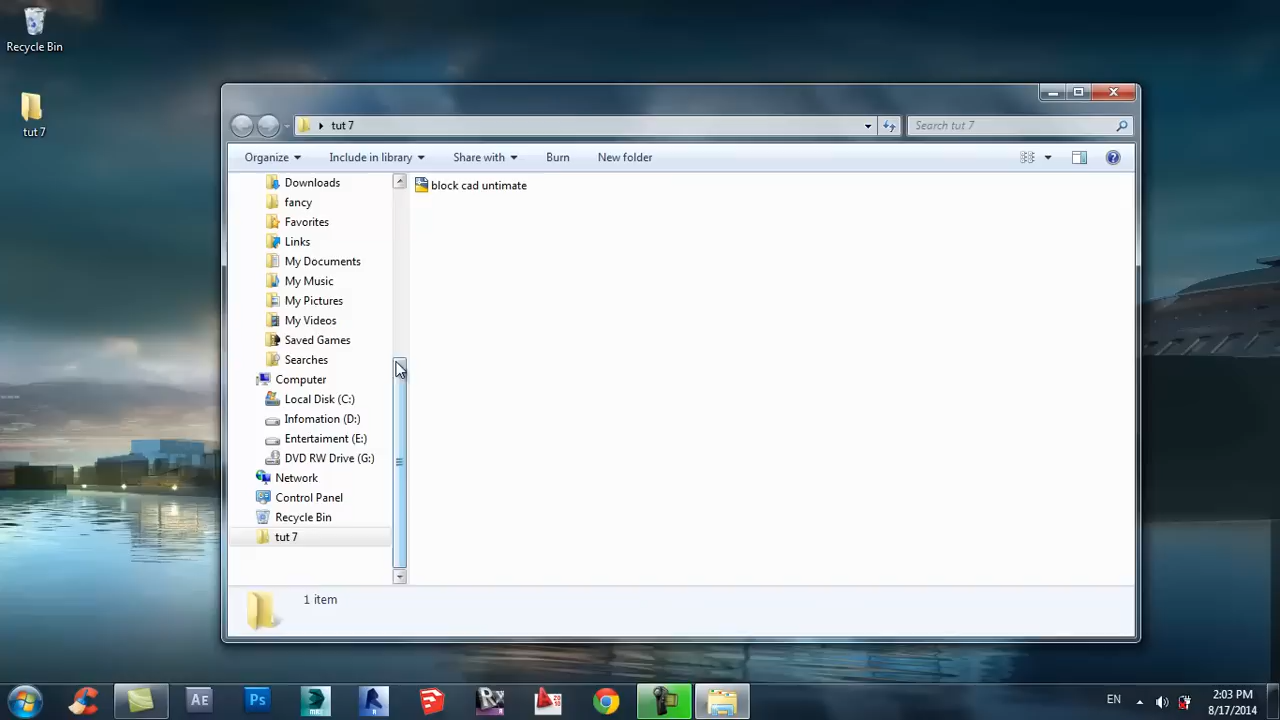 Recycle Bin
tut 7
tut 7
Search tut 7
Organize
Include in library
Share with
Burn
New folder
Downloads
fancy
Favorites
Links
My Documents
My Music
My Pictures
My Videos
Saved Games
Searches
Computer
Local Disk (C:)
Infomation (D:)
Entertaiment (E:)
DVD RW Drive (G:)
Network
Control Panel
Recycle Bin
tut 7
block cad untimate
1 item
Ae
Ps
EN
2:03 PM
8/17/2014